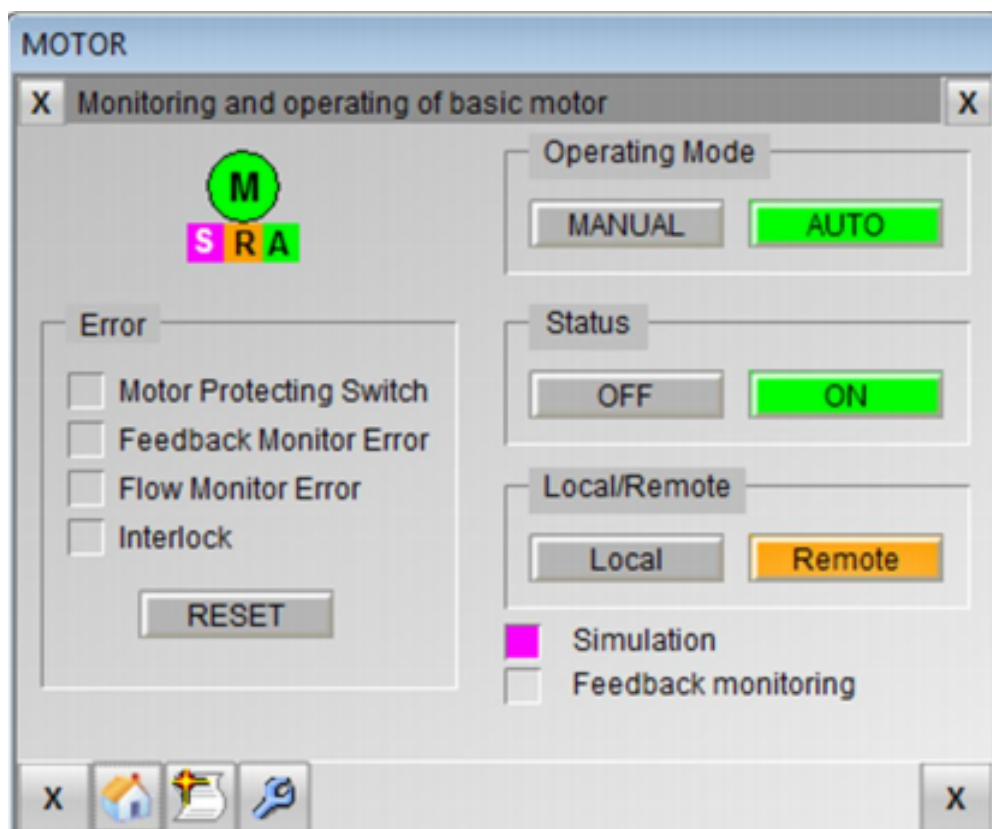 MOTOR
X Monitoring and operating of basic motor X
M
S R A
Operating Mode
MANUAL AUTO
Error
Motor Protecting Switch
Feedback Monitor Error
Flow Monitor Error
Interlock
RESET
Status
OFF ON
Local/Remote
Local Remote
Simulation
Feedback monitoring
X X